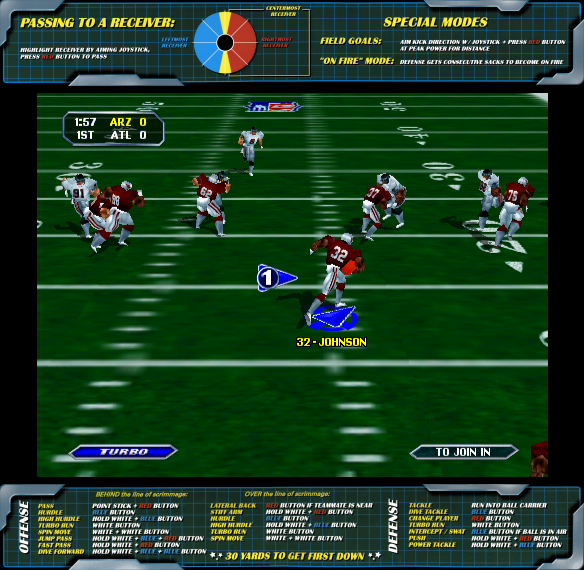 PASSING TO A RECEIVER:
HIGHLIGHT RECEIVER BY AIMING JOYSTICK,
PRESS RED BUTTON TO PASS
CENTERMOST
RECEIVER
LEFTMOST
RECEIVER
RIGHTMOST
RECEIVER
SPECIAL MODES
FIELD GOALS: AIM KICK DIRECTION W/ JOYSTICK + PRESS RED BUTTON
AT PEAK POWER FOR DISTANCE
"ON FIRE" MODE: DEFENSE GETS CONSECUTIVE SACKS TO BECOME ON FIRE
1:57 ARZ 0
1ST ATL 0
30
91
62
77
76
32
1
32 - JOHNSON
TURBO
TO JOIN IN
OFFENSE
BEHIND the line of scrimmage:
PASS POINT STICK + RED BUTTON
HURDLE BLUE BUTTON
HIGH HURDLE HOLD WHITE + BLUE BUTTON
TURBO RUN WHITE BUTTON
SPIN MOVE WHITE + WHITE BUTTON
JUMP PASS HOLD WHITE + BLUE + RED BUTTON
FAST PASS HOLD WHITE + RED BUTTON
DIVE FORWARD HOLD WHITE + BLUE + BLUE BUTTON
OVER the line of scrimmage:
LATERAL BACK RED BUTTON IF TEAMMATE IS NEAR
STIFF ARM HOLD WHITE + RED BUTTON
HURDLE BLUE BUTTON
HIGH HURDLE HOLD WHITE + BLUE BUTTON
TURBO RUN WHITE BUTTON
SPIN MOVE WHITE + WHITE BUTTON
30 YARDS TO GET FIRST DOWN
DEFENSE
TACKLE RUN INTO BALL CARRIER
DIVE TACKLE BLUE BUTTON
CHANGE PLAYER RED BUTTON
TURBO RUN WHITE BUTTON
INTERCEPT / SWAT BLUE BUTTON IF BALL IS IN AIR
PUSH HOLD WHITE + RED BUTTON
POWER TACKLE HOLD WHITE + BLUE BUTTON